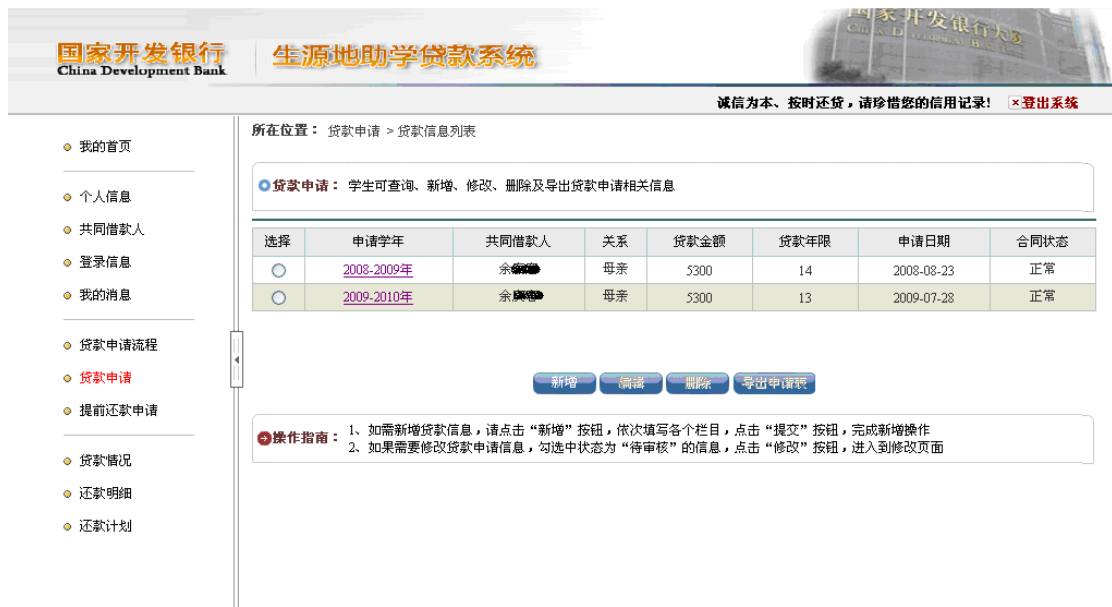 国家开发银行
China Development Bank
生源地助学贷款系统
国家开发银行大厦
诚信为本、按时还贷，请珍惜您的信用记录! 登出系统
我的首页
个人信息
共同借款人
登录信息
我的消息
贷款申请流程
贷款申请
提前还款申请
贷款情况
还款明细
还款计划
所在位置： 贷款申请 > 贷款信息列表
贷款申请： 学生可查询、新增、修改、删除及导出贷款申请相关信息
选择 申请学年 共同借款人 关系 贷款金额 贷款年限 申请日期 合同状态
2008-2009年 余 母亲 5300 14 2008-08-23 正常
2009-2010年 余 母亲 5300 13 2009-07-28 正常
新增 编辑 删除 导出申请表
操作指南： 1、如需新增贷款信息，请点击“新增”按钮，依次填写各个栏目，点击“提交”按钮，完成新增操作
2、如果需要修改贷款申请信息，勾选中状态为“待审核”的信息，点击“修改”按钮，进入到修改页面